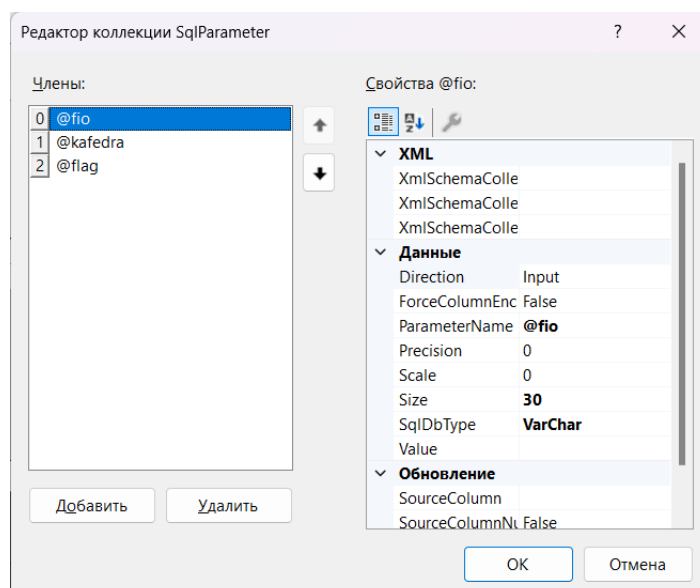 Редактор коллекции SqlParameter ? ×
Члены:
0 @fio
1 @kafedra
2 @flag
Добавить Удалить
Свойства @fio:
XML
XmlSchemaColle
XmlSchemaColle
XmlSchemaColle
Данные
Direction Input
ForceColumnEnc False
ParameterName @fio
Precision 0
Scale 0
Size 30
SqlDbType VarChar
Value
Обновление
SourceColumn
SourceColumnNu False
OK Отмена